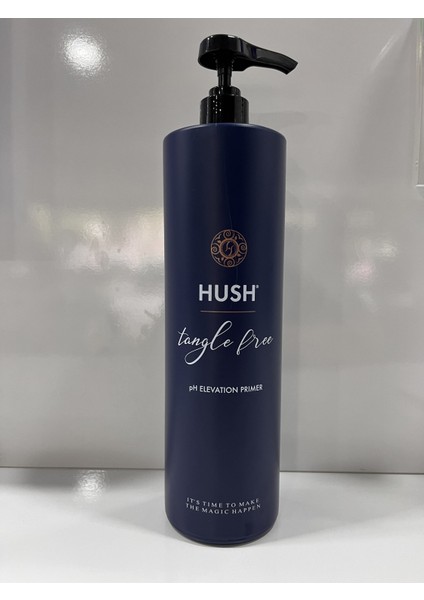 HUSH®
tangle free
pH ELEVATION PRIMER
IT'S TIME TO MAKE
THE MAGIC HAPPEN